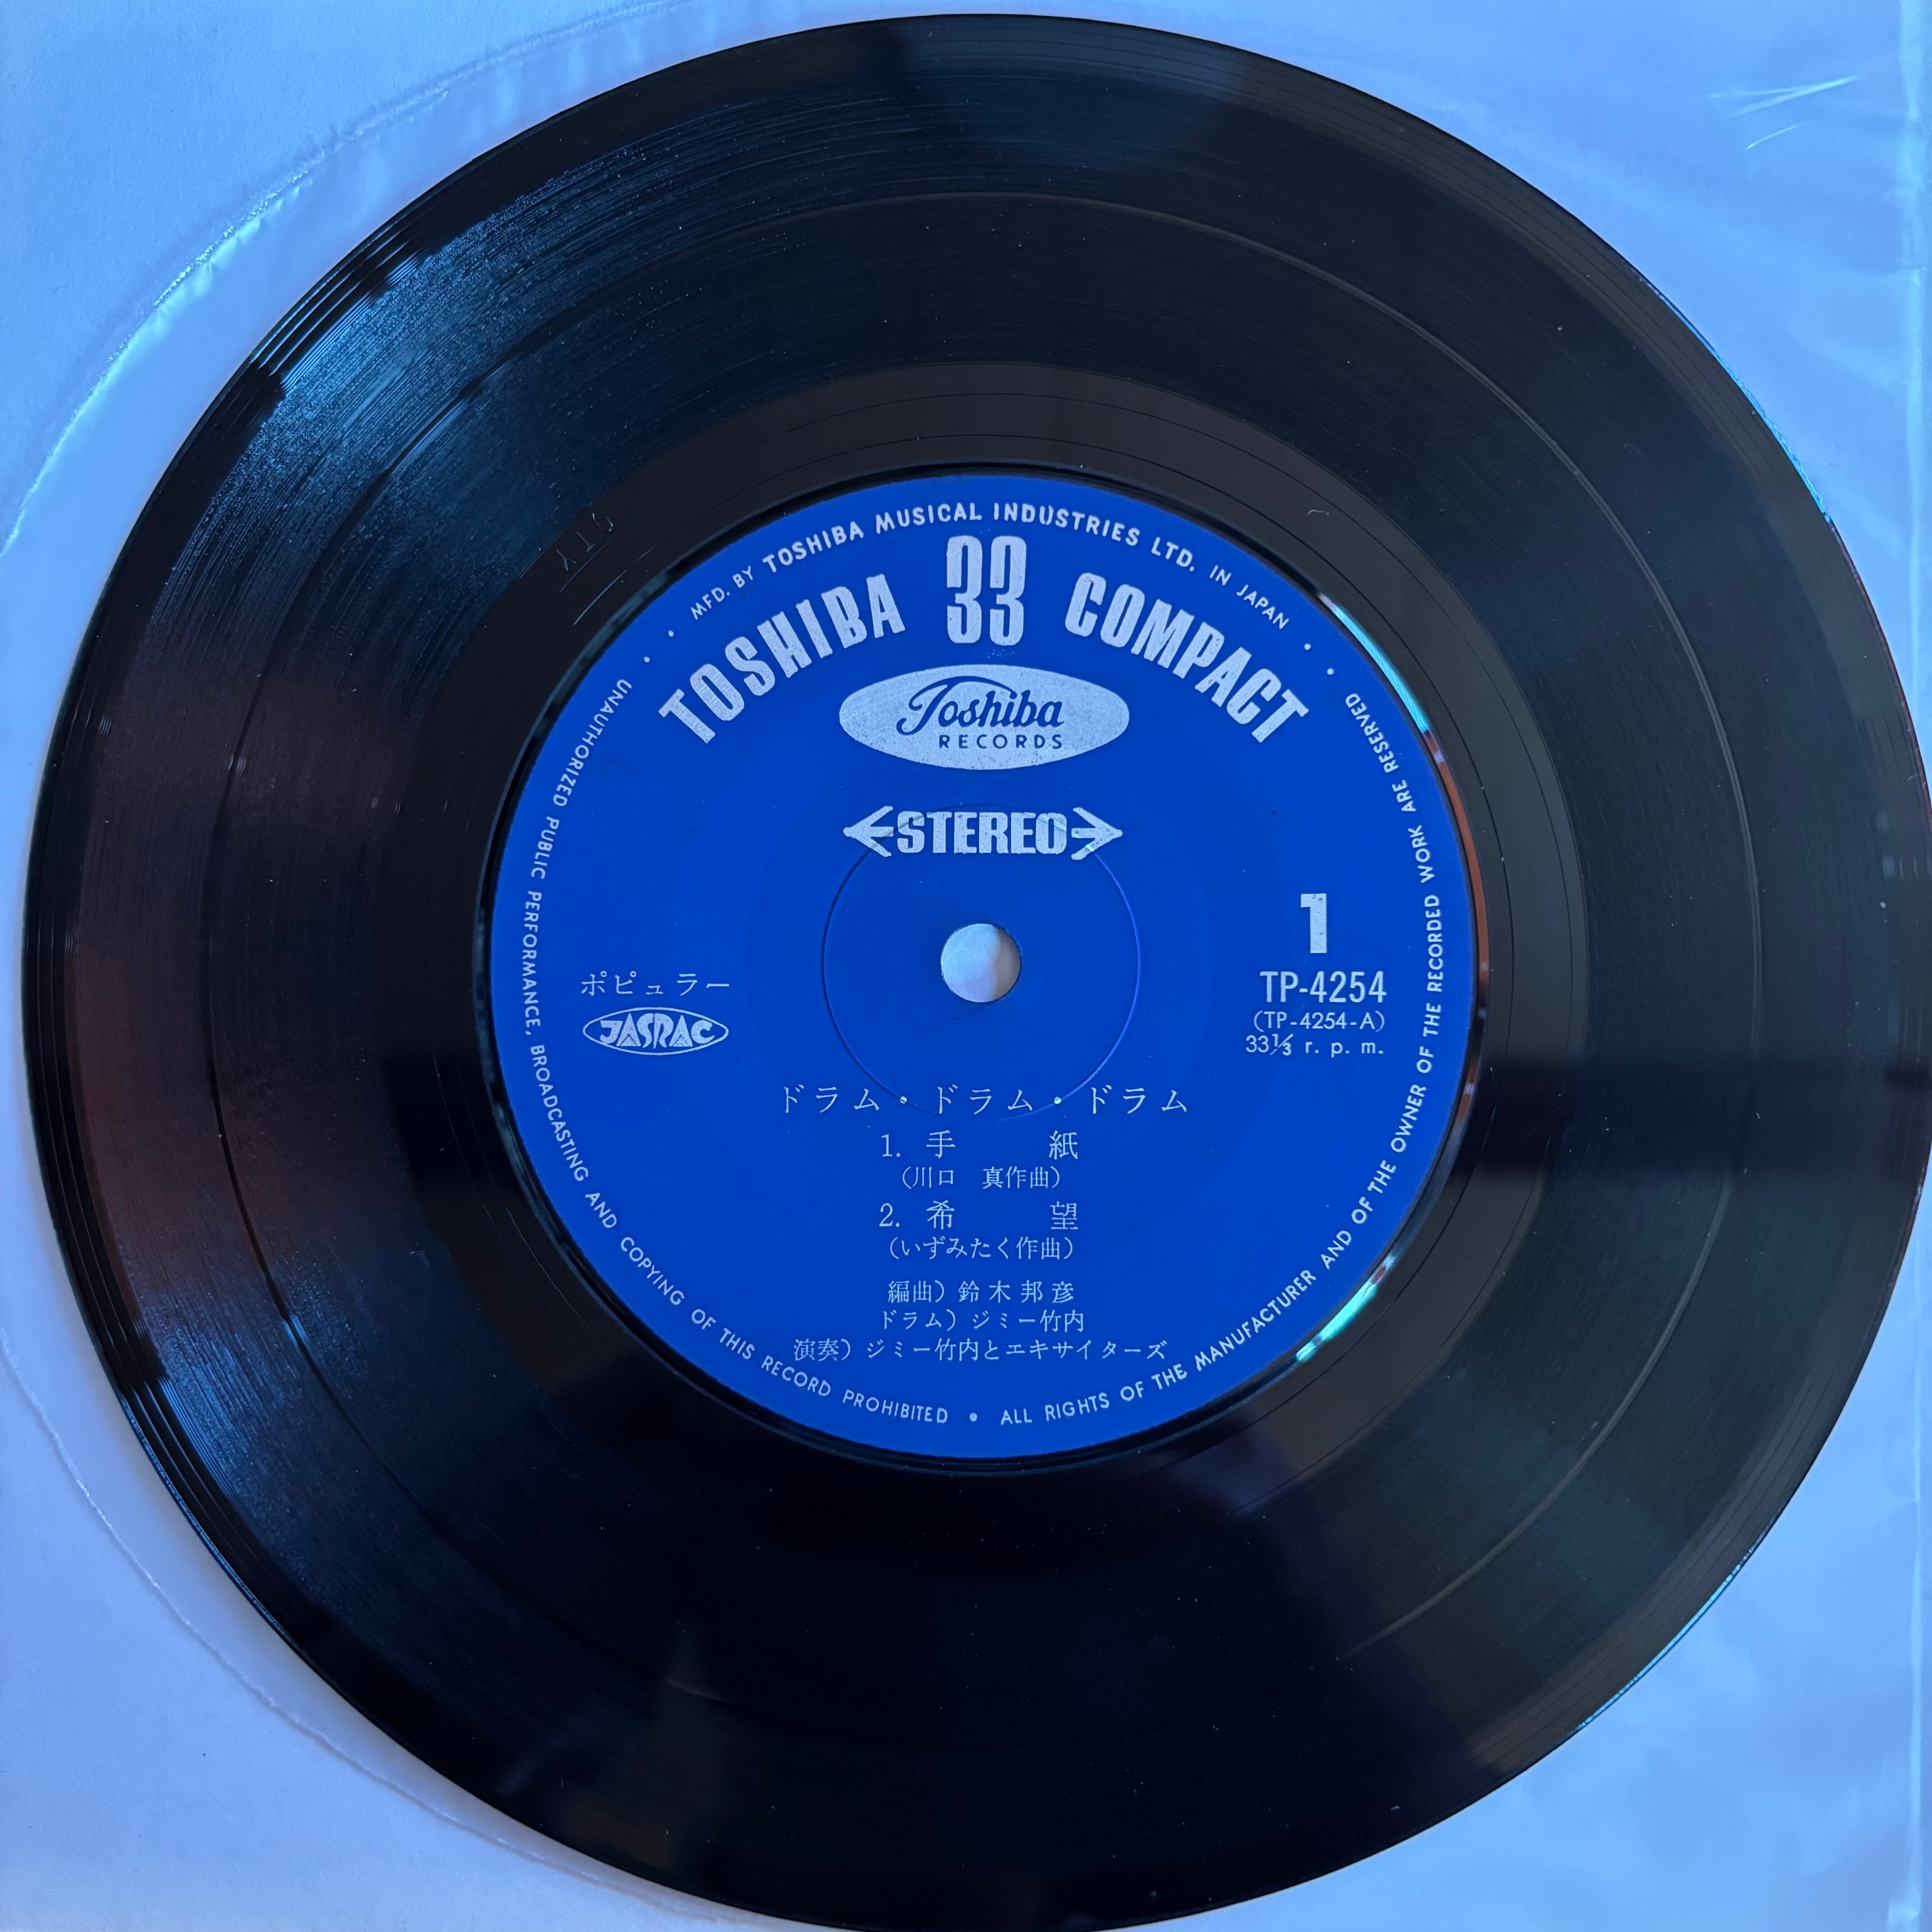 MFD. BY TOSHIBA MUSICAL INDUSTRIES LTD. IN JAPAN
TOSHIBA 33 COMPACT
Toshiba
RECORDS
STEREO
1
ポピュラー
TP-4254
JASRAC
(TP-4254-A)
33⅓ r. p. m.
ドラム・ドラム・ドラム
1. 手 紙
(川口 真作曲)
2. 希 望
(いずみたく作曲)
編曲)鈴木邦彦
ドラム)ジミー竹内
演奏)ジミー竹内とエキサイターズ
UNAUTHORIZED PUBLIC PERFORMANCE, BROADCASTING AND COPYING OF THIS RECORD PROHIBITED • ALL RIGHTS OF THE MANUFACTURER AND OF THE OWNER OF THE RECORDED WORK ARE RESERVED